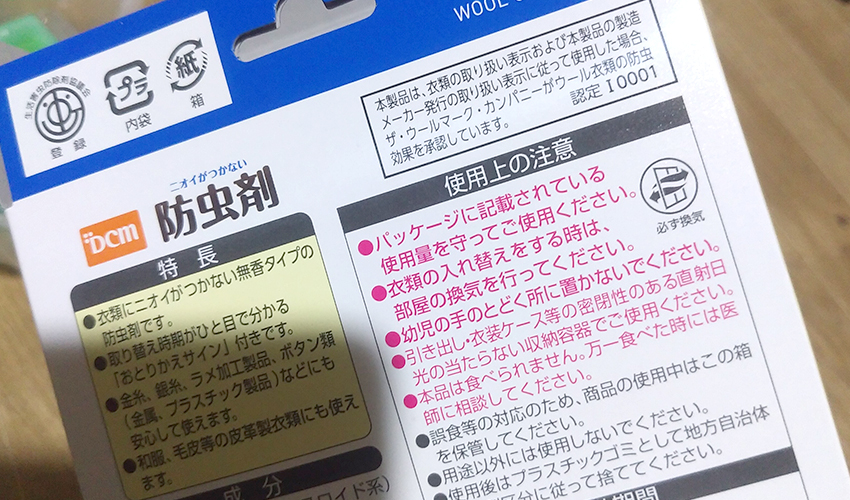 WOOL
生活害虫防除剤協議会
登録
プラ
内袋
紙
箱
本製品は、衣類の取り扱い表示および本製品の製造
メーカー発行の取り扱い表示に従って使用した場合、
ザ・ウールマーク・カンパニーがウール衣類の防虫
効果を承認しています。
認定 I0001
ニオイがつかない
DCM 防虫剤
特長
●衣類にニオイがつかない無香タイプの
防虫剤です。
●取り替え時期がひと目で分かる
「おとりかえサイン」付きです。
●金糸、銀糸、ラメ加工製品、ボタン類
(金属、プラスチック製品)などにも
安心して使えます。
●和服、毛皮等の皮革製衣類にも使え
ます。
成分
ロイド系)
使用上の注意
●パッケージに記載されている
使用量を守ってご使用ください。
●衣類の入れ替えをする時は、
部屋の換気を行ってください。
必ず換気
●幼児の手のとどく所に置かないでください。
●引き出し・衣装ケース等の密閉性のある直射日
光の当たらない収納容器でご使用ください。
●本品は食べられません。万一食べた時には医
師に相談してください。
●誤食等の対応のため、商品の使用中はこの箱
を保管してください。
●用途以外には使用しないでください。
●使用後はプラスチックゴミとして地方自治体
区分に従って捨ててください。
期間